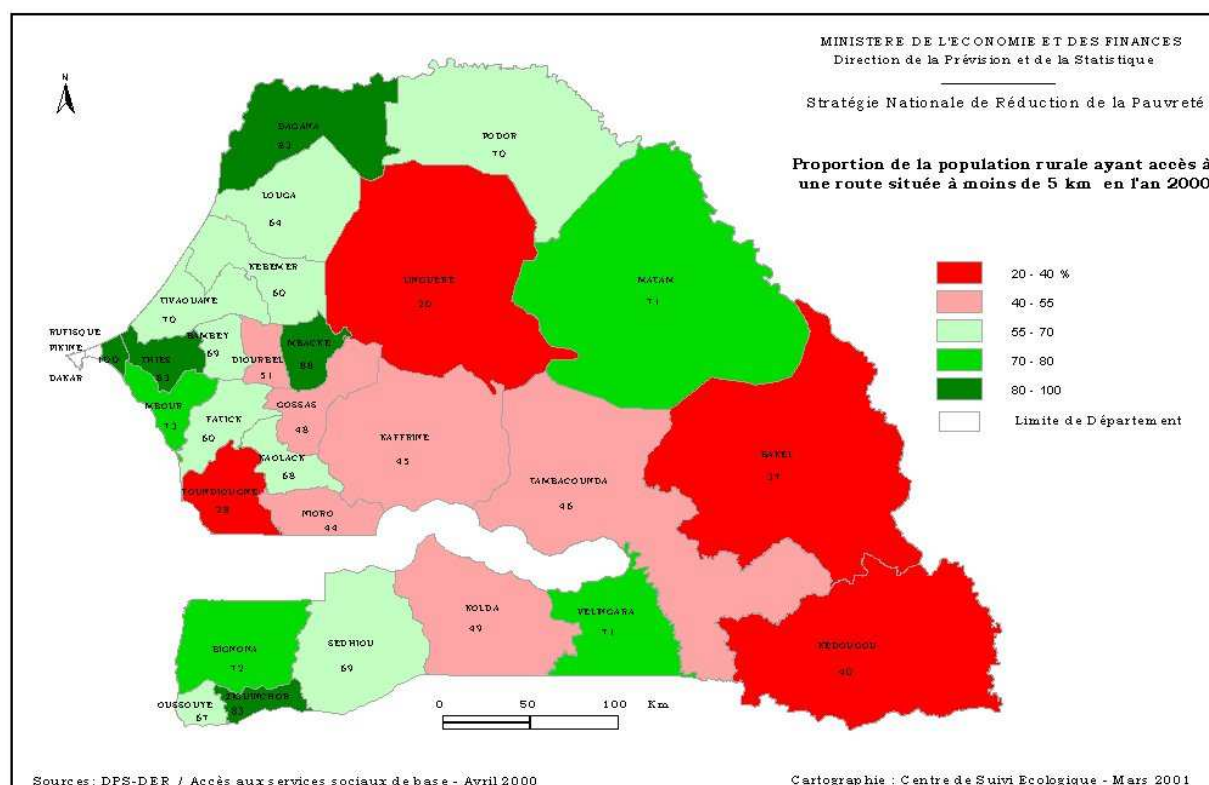 MINISTERE DE L'ECONOMIE ET DES FINANCES
Direction de la Prévision et de la Statistique
Stratégie Nationale de Réduction de la Pauvreté
Proportion de la population rurale ayant accès à
une route située à moins de 5 km en l'an 2000
N
DAGANA
PODOR
70
LOUGA
64
KEBEMER
60
LINGUERE
MATAM
71
TIVAOUANE
70
RUFISQUE
PIKINE
DAKAR
100
THIES
83
BAMBEY
69
DIOURBEL
51
MBACKE
88
MBOUR
73
FATICK
60
GOSSAS
48
KAOLACK
68
KAFFRINE
45
TAMBACOUNDA
46
BAKEL
NIORO
44
KOLDA
49
VELINGARA
71
KEDOUGOU
40
BIGNONA
72
SEDHIOU
69
OUSSOUYE
67
ZIGUINCHOR
83
20 - 40 %
40 - 55
55 - 70
70 - 80
80 - 100
Limite de Département
0 50 100 Km
Sources: DPS-DER / Accès aux services sociaux de base - Avril 2000
Cartographie : Centre de Suivi Ecologique - Mars 2001